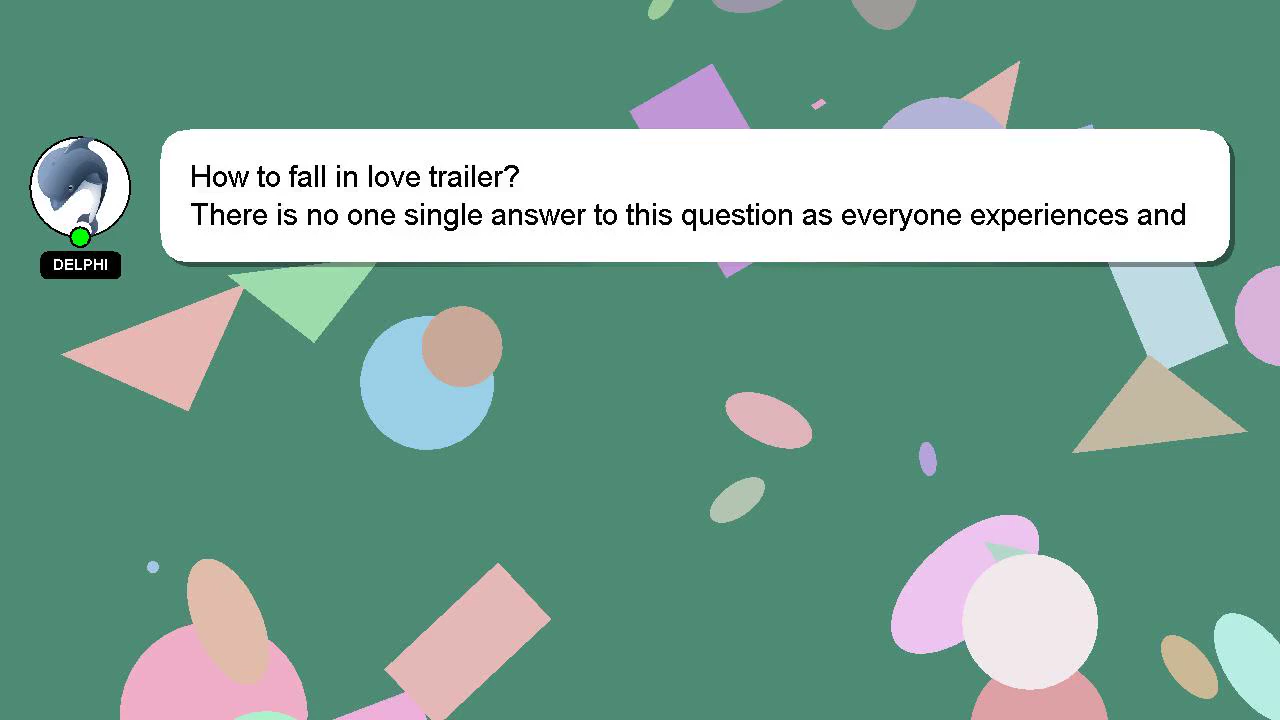 How to fall in love trailer?
There is no one single answer to this question as everyone experiences and
DELPHI